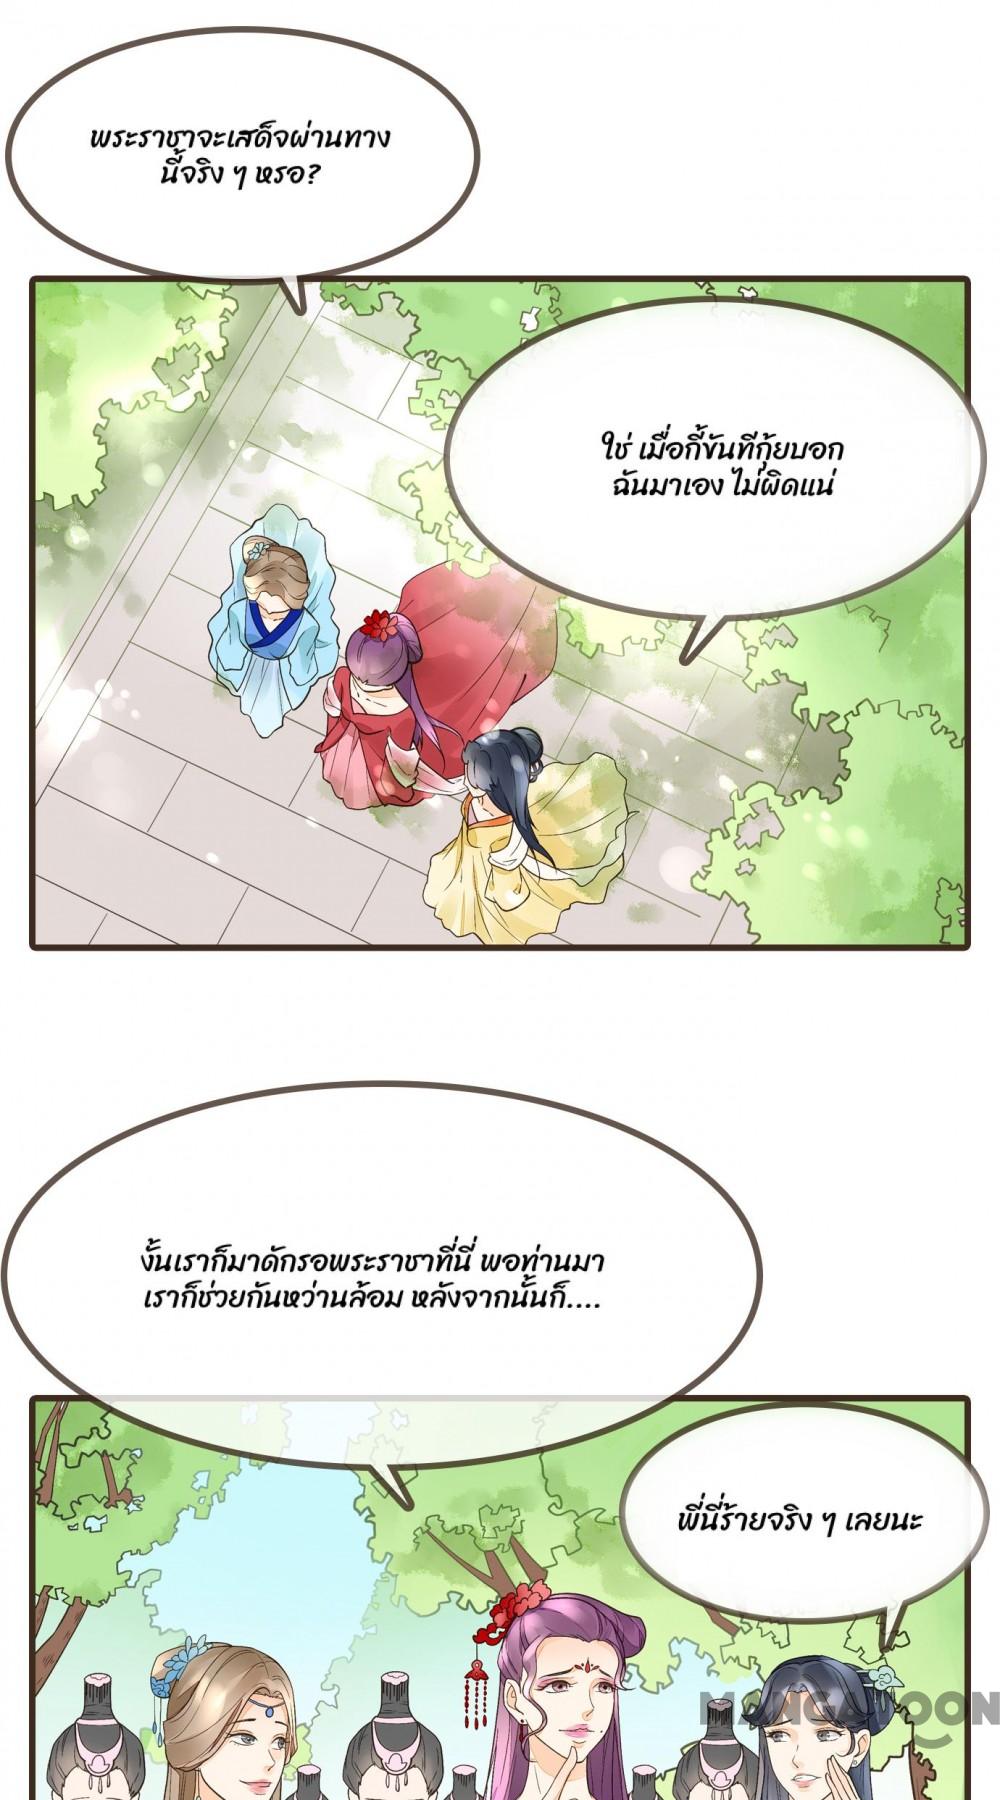 พระราชาจะเสด็จผ่านทาง
นี้จริง ๆ หรอ?
ใช่ เมื่อกี้ขันทีกุ้ยบอก
ฉันมาเอง ไม่ผิดแน่
งั้นเราก็มาดักรอพระราชาที่นี่ พอท่านมา
เราก็ช่วยกันหว่านล้อม หลังจากนั้นก็....
พี่นี่ร้ายจริง ๆ เลยนะ
MANGAWOON